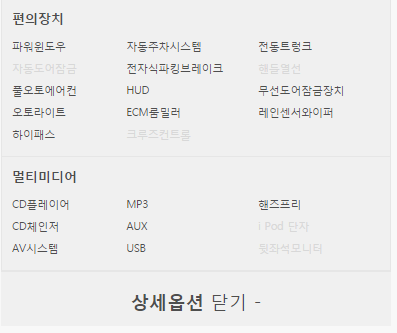 편의장치
파워윈도우 자동주차시스템 전동트렁크
자동도어잠금 전자식파킹브레이크 핸들열선
풀오토에어컨 HUD 무선도어잠금장치
오토라이트 ECM룸밀러 레인센서와이퍼
하이패스 크루즈컨트롤
멀티미디어
CD플레이어 MP3 핸즈프리
CD체인저 AUX i Pod 단자
AV시스템 USB 뒷좌석모니터
상세옵션 닫기 -